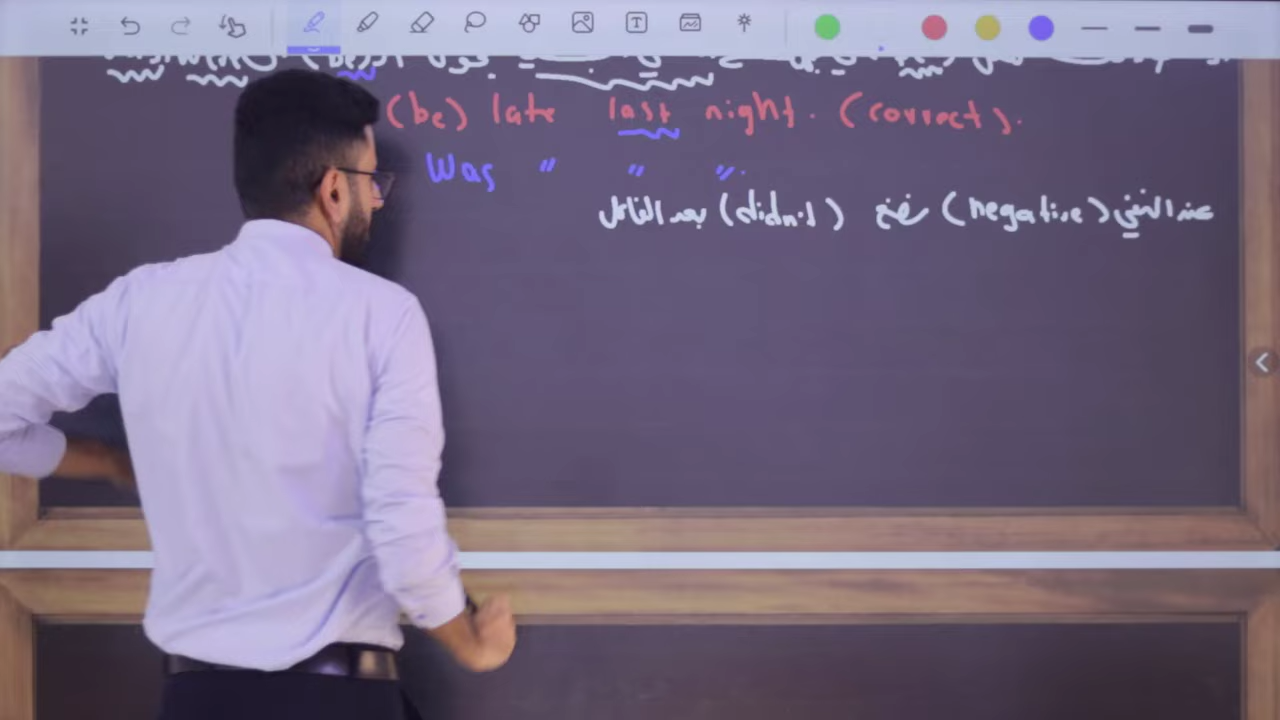 (be) late last night. (correct).
Was " " ".
عند النفي (negative) نضع (didn't) بعد الفاعل